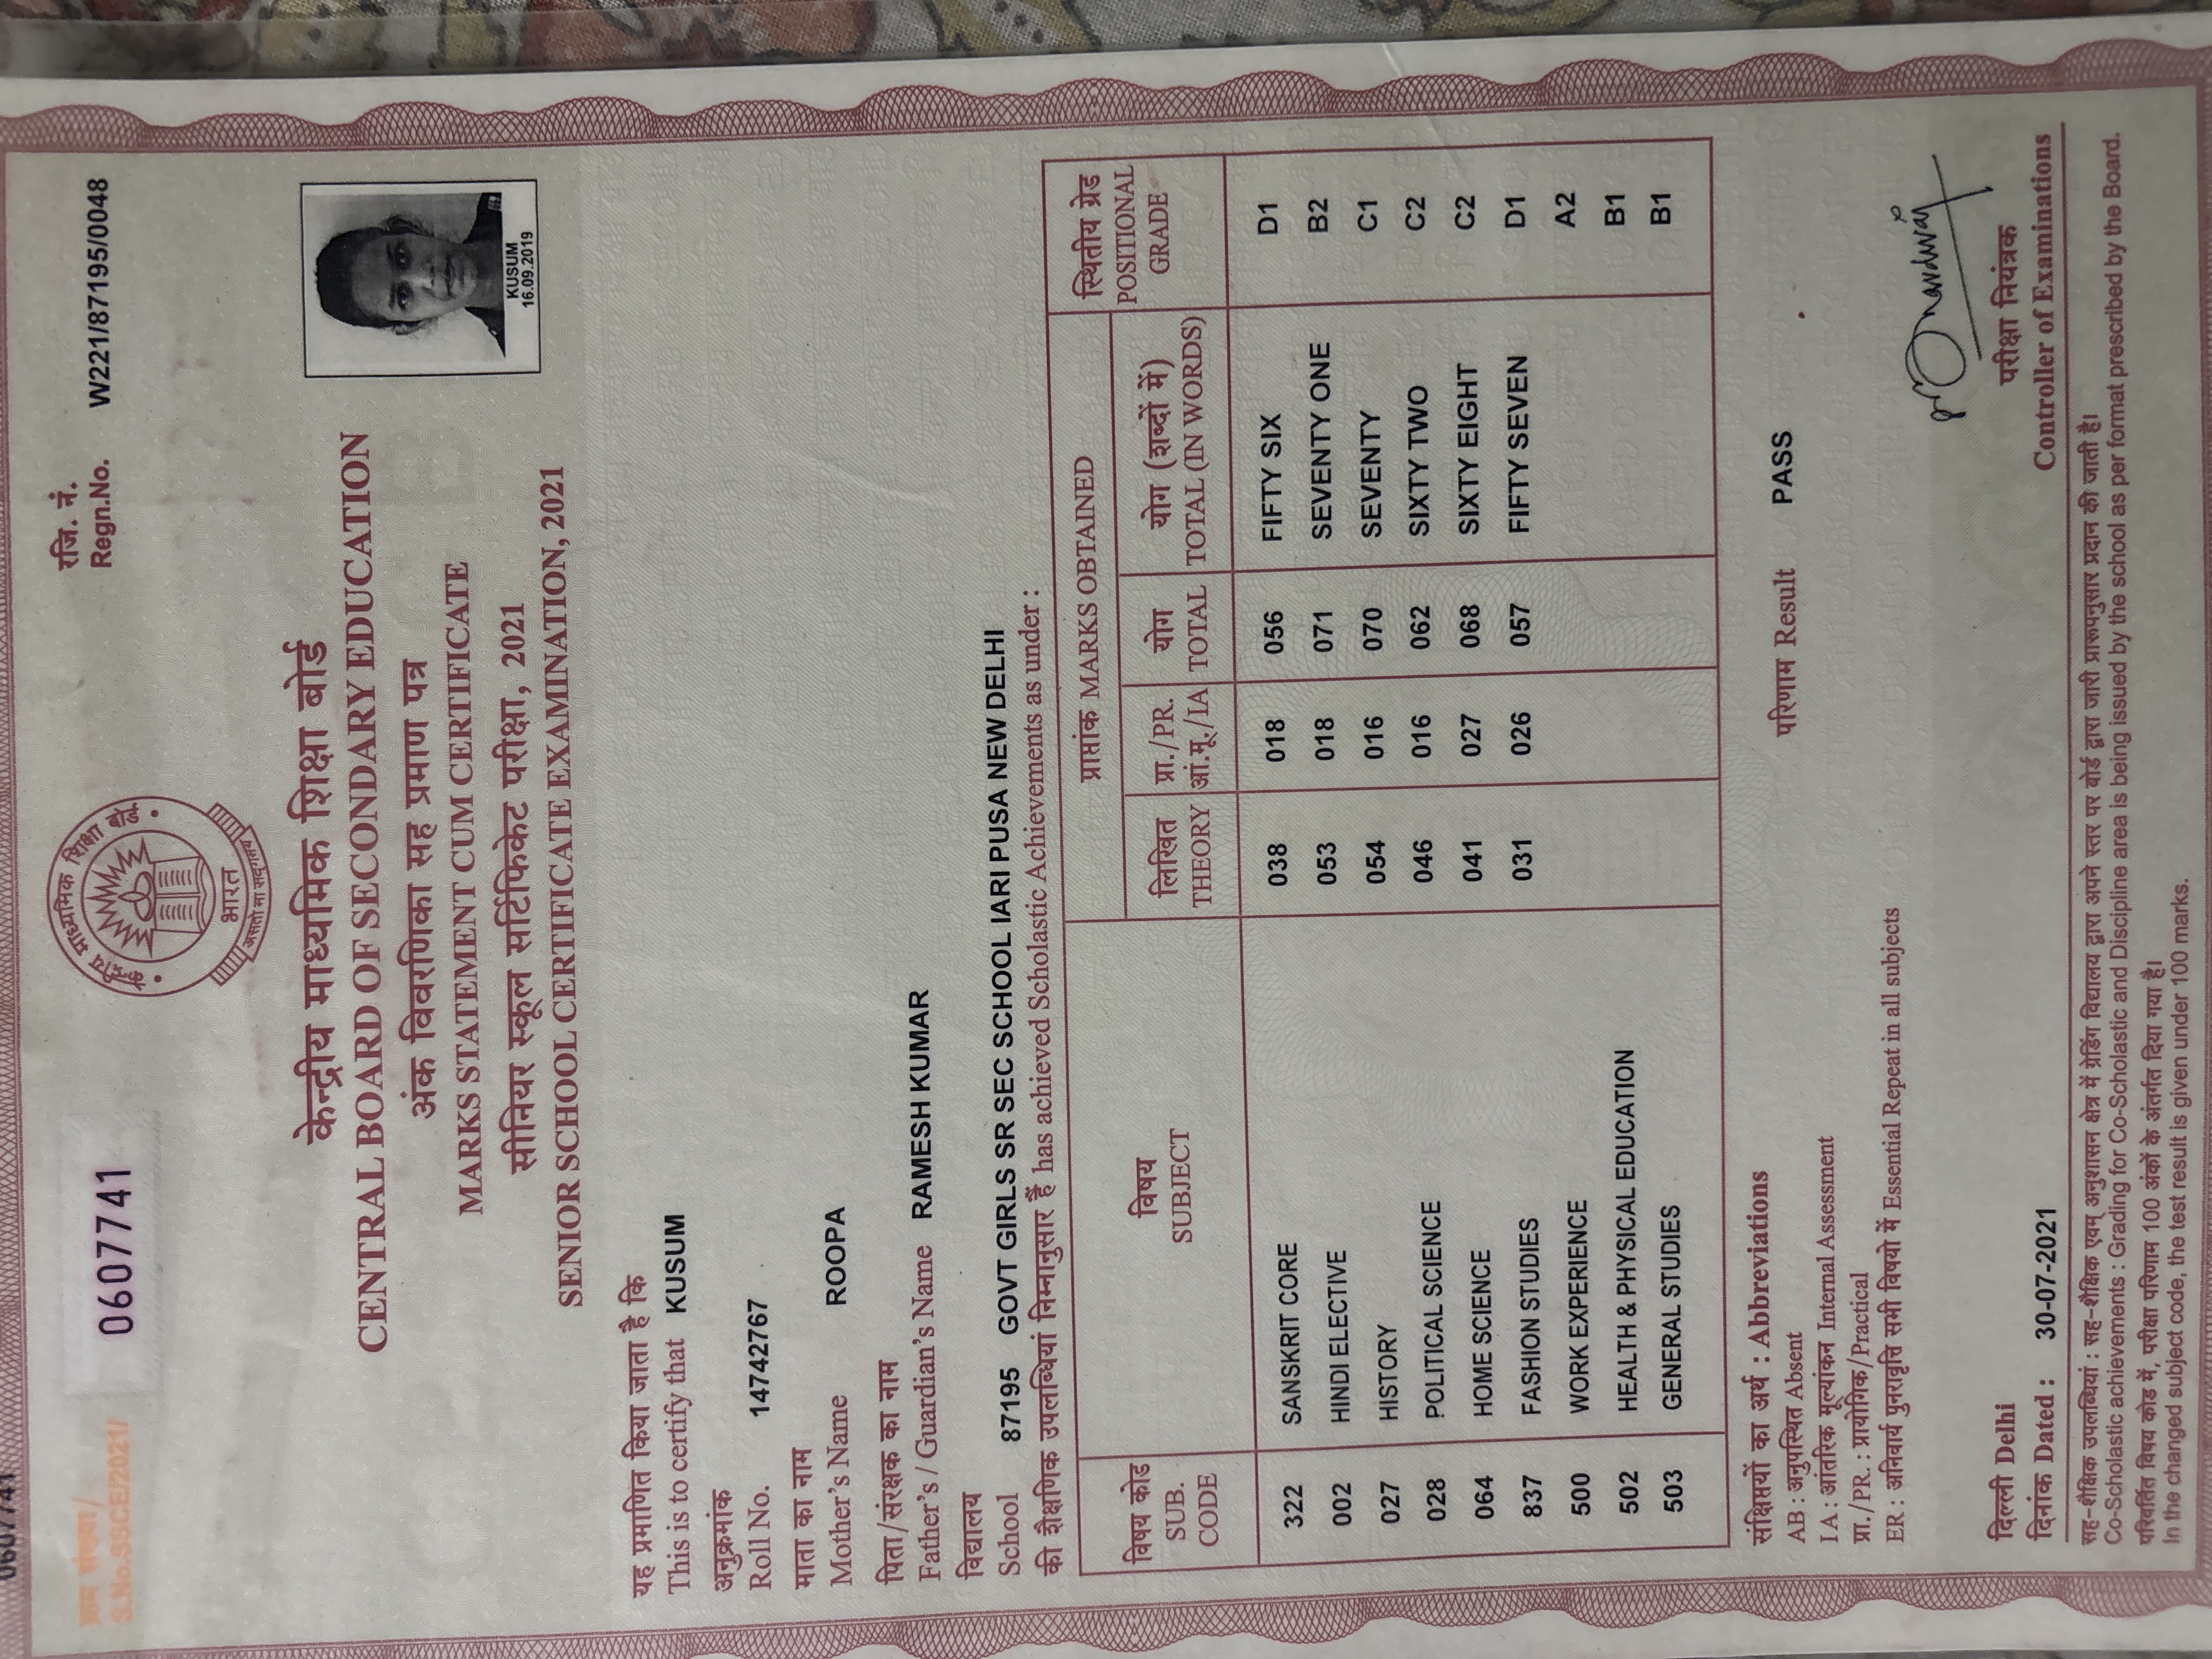 0607741
क्रम संख्या/
S.No.SSCE/2021/
0607741
रजि. नं.
Regn.No. W221/87195/0048
केन्द्रीय माध्यमिक शिक्षा बोर्ड
भारत
असतो मा सद्गमय
केन्द्रीय माध्यमिक शिक्षा बोर्ड
CENTRAL BOARD OF SECONDARY EDUCATION
अंक विवरणिका सह प्रमाण पत्र
MARKS STATEMENT CUM CERTIFICATE
सीनियर स्कूल सर्टिफिकेट परीक्षा, 2021
SENIOR SCHOOL CERTIFICATE EXAMINATION, 2021
KUSUM
16.09.2019
यह प्रमाणित किया जाता है कि
This is to certify that KUSUM
अनुक्रमांक
Roll No. 14742767
माता का नाम
Mother's Name ROOPA
पिता/संरक्षक का नाम
Father's / Guardian's Name RAMESH KUMAR
विद्यालय
School 87195 GOVT GIRLS SR SEC SCHOOL IARI PUSA NEW DELHI
की शैक्षणिक उपलब्धियां निम्नानुसार हैं has achieved Scholastic Achievements as under :
विषय कोड SUB. CODE विषय SUBJECT प्राप्तांक MARKS OBTAINED स्थितीय ग्रेड POSITIONAL GRADE
लिखित THEORY प्रा./PR. आं.मू./IA योग TOTAL योग (शब्दों में) TOTAL (IN WORDS)
322 SANSKRIT CORE 038 018 056 FIFTY SIX D1
002 HINDI ELECTIVE 053 018 071 SEVENTY ONE B2
027 HISTORY 054 016 070 SEVENTY C1
028 POLITICAL SCIENCE 046 016 062 SIXTY TWO C2
064 HOME SCIENCE 041 027 068 SIXTY EIGHT C2
837 FASHION STUDIES 031 026 057 FIFTY SEVEN D1
500 WORK EXPERIENCE A2
502 HEALTH & PHYSICAL EDUCATION B1
503 GENERAL STUDIES B1
संक्षिप्तियों का अर्थ : Abbreviations
परिणाम Result PASS
AB : अनुपस्थित Absent
I A : आंतरिक मूल्यांकन Internal Assessment
प्रा./PR. : प्रायोगिक/Practical
ER : अनिवार्य पुनरावृत्ति सभी विषयों में Essential Repeat in all subjects
दिल्ली Delhi
दिनांक Dated : 30-07-2021
परीक्षा नियंत्रक
Controller of Examinations
सह-शैक्षिक उपलब्धियां : सह-शैक्षिक एवम् अनुशासन क्षेत्र में ग्रेडिंग विद्यालय द्वारा अपने स्तर पर बोर्ड द्वारा जारी प्रारूपनुसार प्रदान की जाती है।
Co-Scholastic achievements : Grading for Co-Scholastic and Discipline area is being issued by the school as per format prescribed by the Board.
परिवर्तित विषय कोड में, परीक्षा परिणाम 100 अंकों के अंतर्गत दिया गया है।
In the changed subject code, the test result is given under 100 marks.